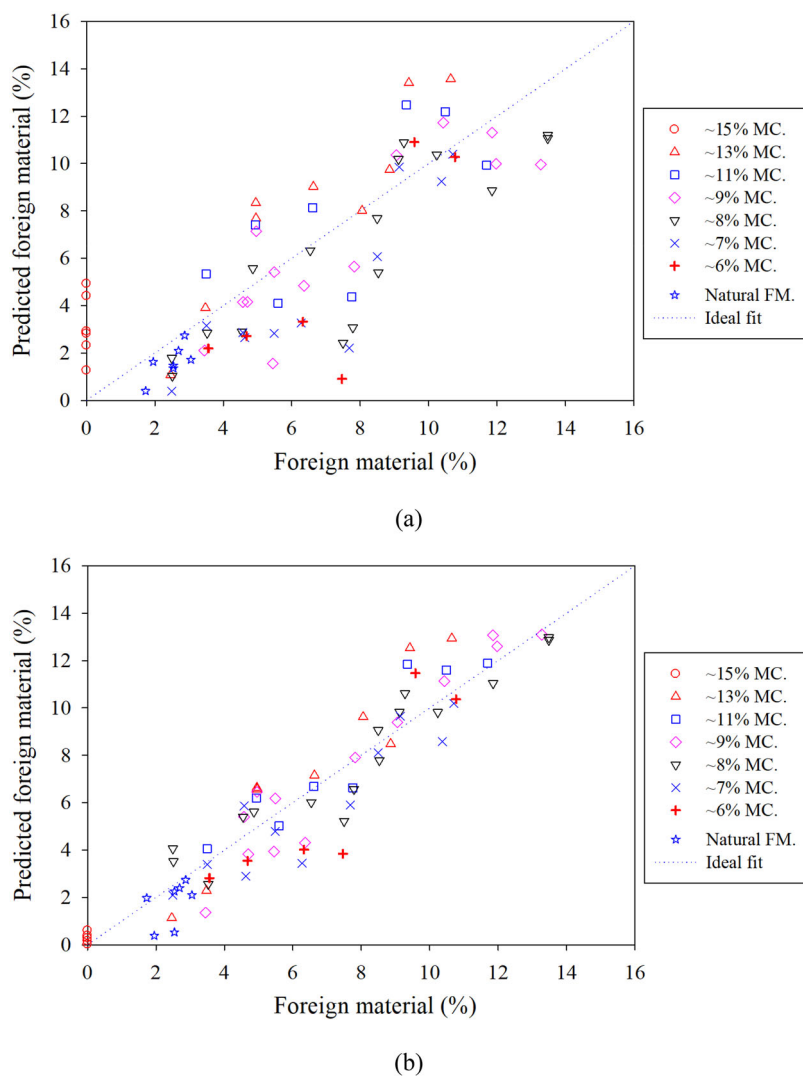 16
14
12
10
8
6
4
2
0
Predicted foreign material (%)
0 2 4 6 8 10 12 14 16
Foreign material (%)
~15% MC.
~13% MC.
~11% MC.
~9% MC.
~8% MC.
~7% MC.
~6% MC.
Natural FM.
Ideal fit
(a)
16
14
12
10
8
6
4
2
0
Predicted foreign material (%)
0 2 4 6 8 10 12 14 16
Foreign material (%)
~15% MC.
~13% MC.
~11% MC.
~9% MC.
~8% MC.
~7% MC.
~6% MC.
Natural FM.
Ideal fit
(b)